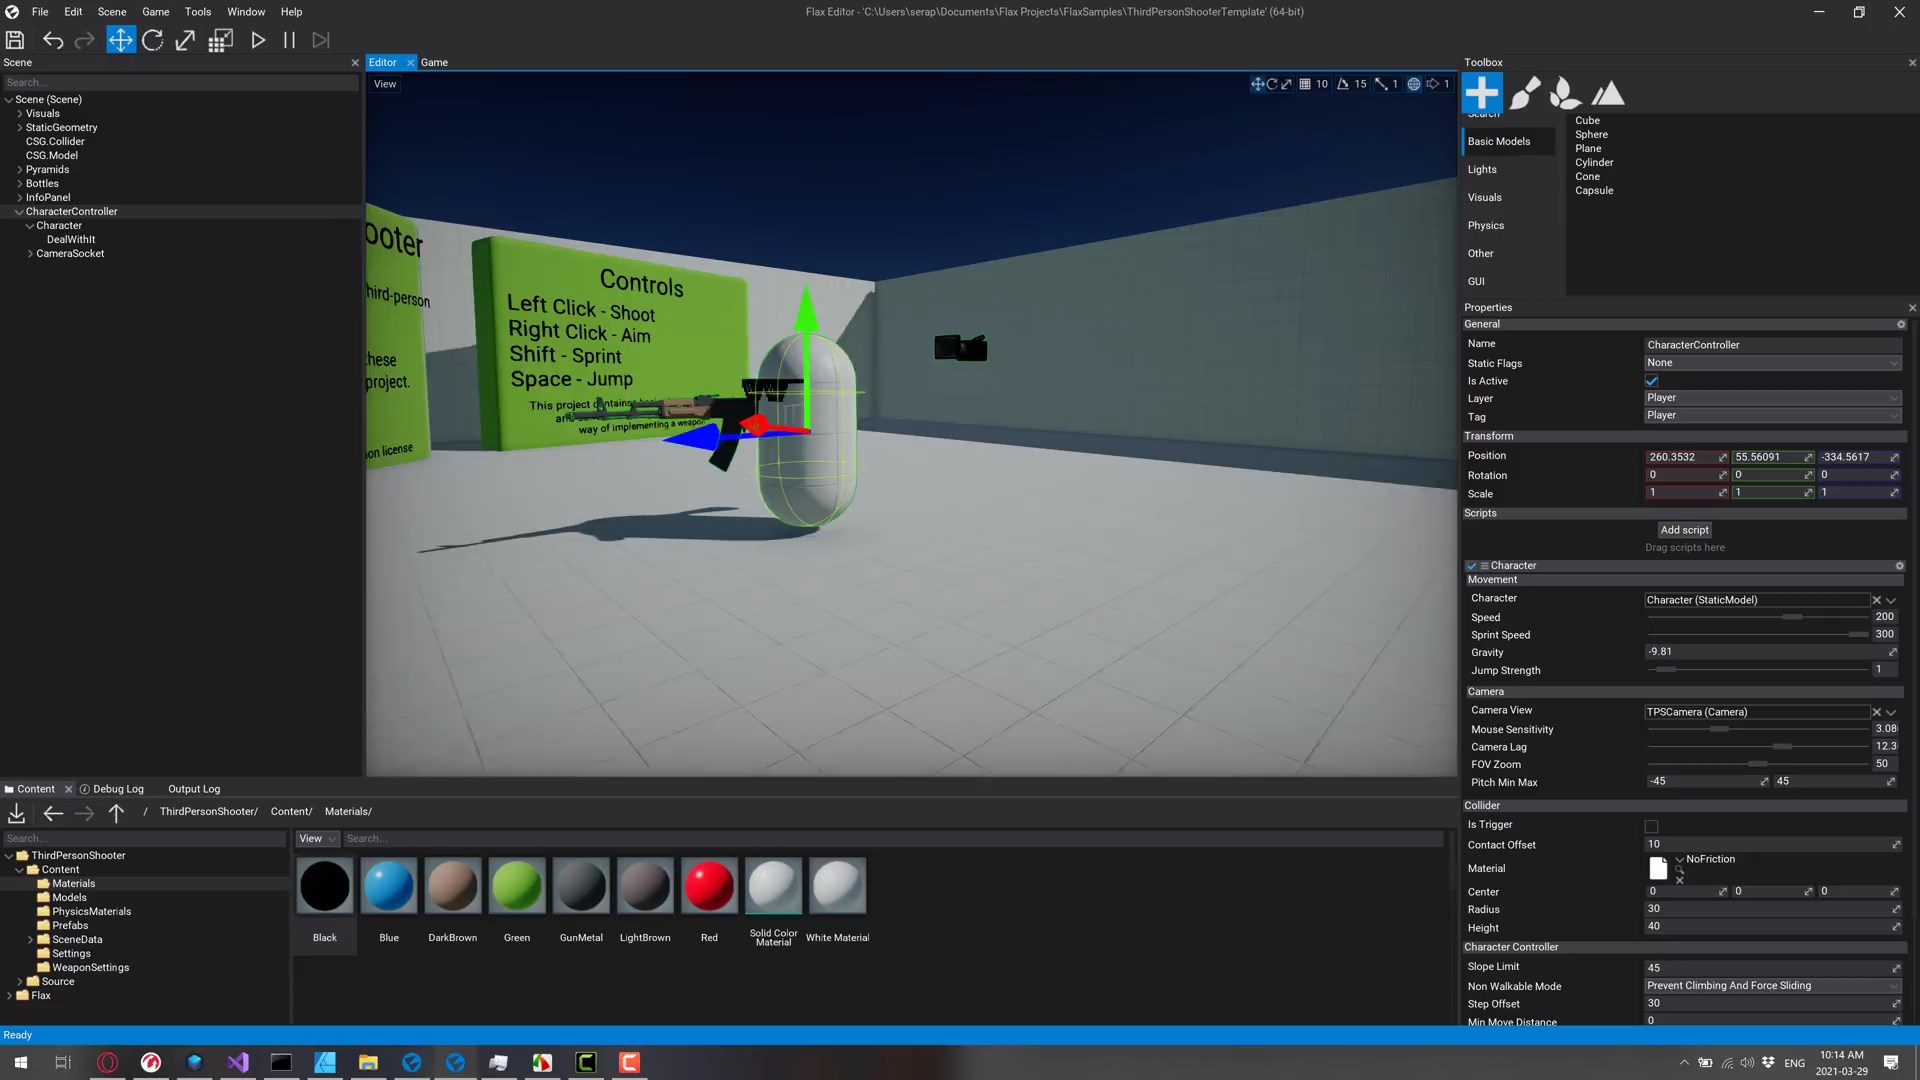 File Edit Scene Game Tools Window Help
Flax Editor - 'C:\Users\serap\Documents\Flax Projects\FlaxSamples\ThirdPersonShooterTemplate' (64-bit)
Scene
Search...
Scene (Scene)
Visuals
StaticGeometry
CSG.Collider
CSG.Model
Pyramids
Bottles
InfoPanel
CharacterController
Character
DealWithIt
CameraSocket
Editor
Game
View
10
15
1
1
ooter
hird-person
hese
project.
on license
Controls
Left Click - Shoot
Right Click - Aim
Shift - Sprint
Space - Jump
This project contains
way of implementing a weapon
Toolbox
Search
Basic Models
Lights
Visuals
Physics
Other
GUI
Cube
Sphere
Plane
Cylinder
Cone
Capsule
Properties
General
Name CharacterController
Static Flags None
Is Active
Layer Player
Tag Player
Transform
Position 260.3532 55.56091 -334.5617
Rotation 0 0 0
Scale 1 1 1
Scripts
Add script
Drag scripts here
Character
Movement
Character Character (StaticModel)
Speed 200
Sprint Speed 300
Gravity -9.81
Jump Strength 1
Camera
Camera View TPSCamera (Camera)
Mouse Sensitivity 3.08
Camera Lag 12.3
FOV Zoom 50
Pitch Min Max -45 45
Collider
Is Trigger
Contact Offset 10
Material NoFriction
Center 0 0 0
Radius 30
Height 40
Character Controller
Slope Limit 45
Non Walkable Mode Prevent Climbing And Force Sliding
Step Offset 30
Min Move Distance 0
Content
Debug Log
Output Log
/ ThirdPersonShooter/ Content/ Materials/
Search...
View
Search...
ThirdPersonShooter
Content
Materials
Models
PhysicsMaterials
Prefabs
SceneData
Settings
WeaponSettings
Source
Flax
Black
Blue
DarkBrown
Green
GunMetal
LightBrown
Red
Solid Color
Material
White Material
Ready
ENG
10:14 AM
2021-03-29